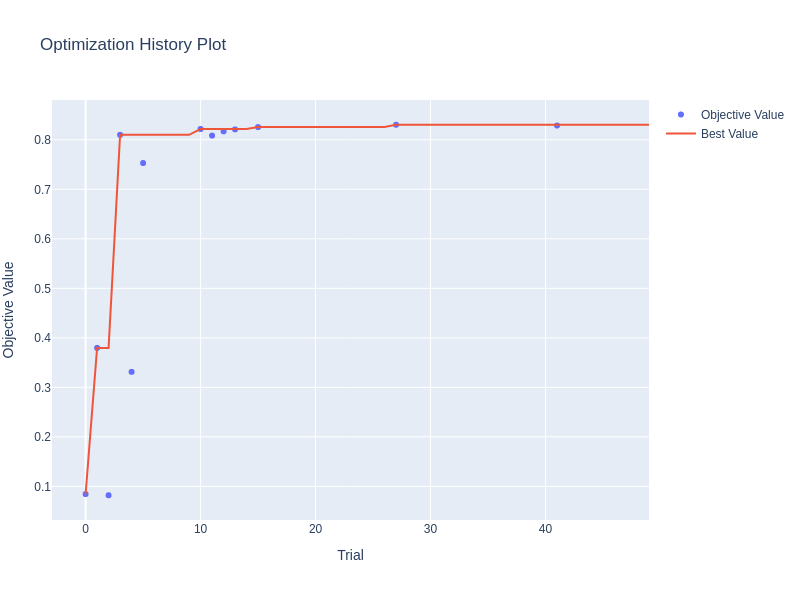 Optimization History Plot
Objective Value
Best Value
0.8
0.7
0.6
0.5
0.4
0.3
0.2
0.1
Objective Value
0 10 20 30 40
Trial